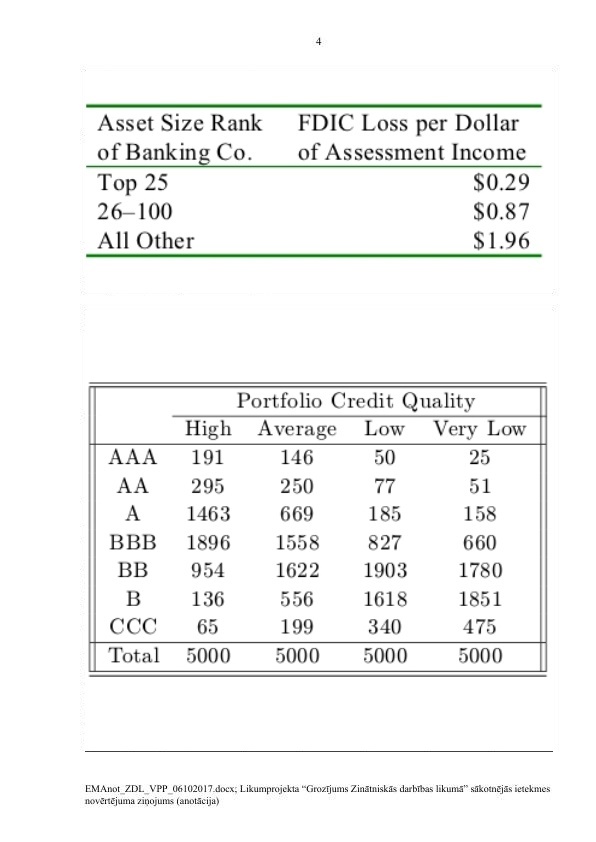 4
Asset Size Rank FDIC Loss per Dollar
of Banking Co. of Assessment Income
Top 25 $0.29
26–100 $0.87
All Other $1.96
Portfolio Credit Quality
High Average Low Very Low
AAA 191 146 50 25
AA 295 250 77 51
A 1463 669 185 158
BBB 1896 1558 827 660
BB 954 1622 1903 1780
B 136 556 1618 1851
CCC 65 199 340 475
Total 5000 5000 5000 5000
EMAnot_ZDL_VPP_06102017.docx; Likumprojekta “Grozījums Zinātniskās darbības likumā” sākotnējās ietekmes
novērtējuma ziņojums (anotācija)